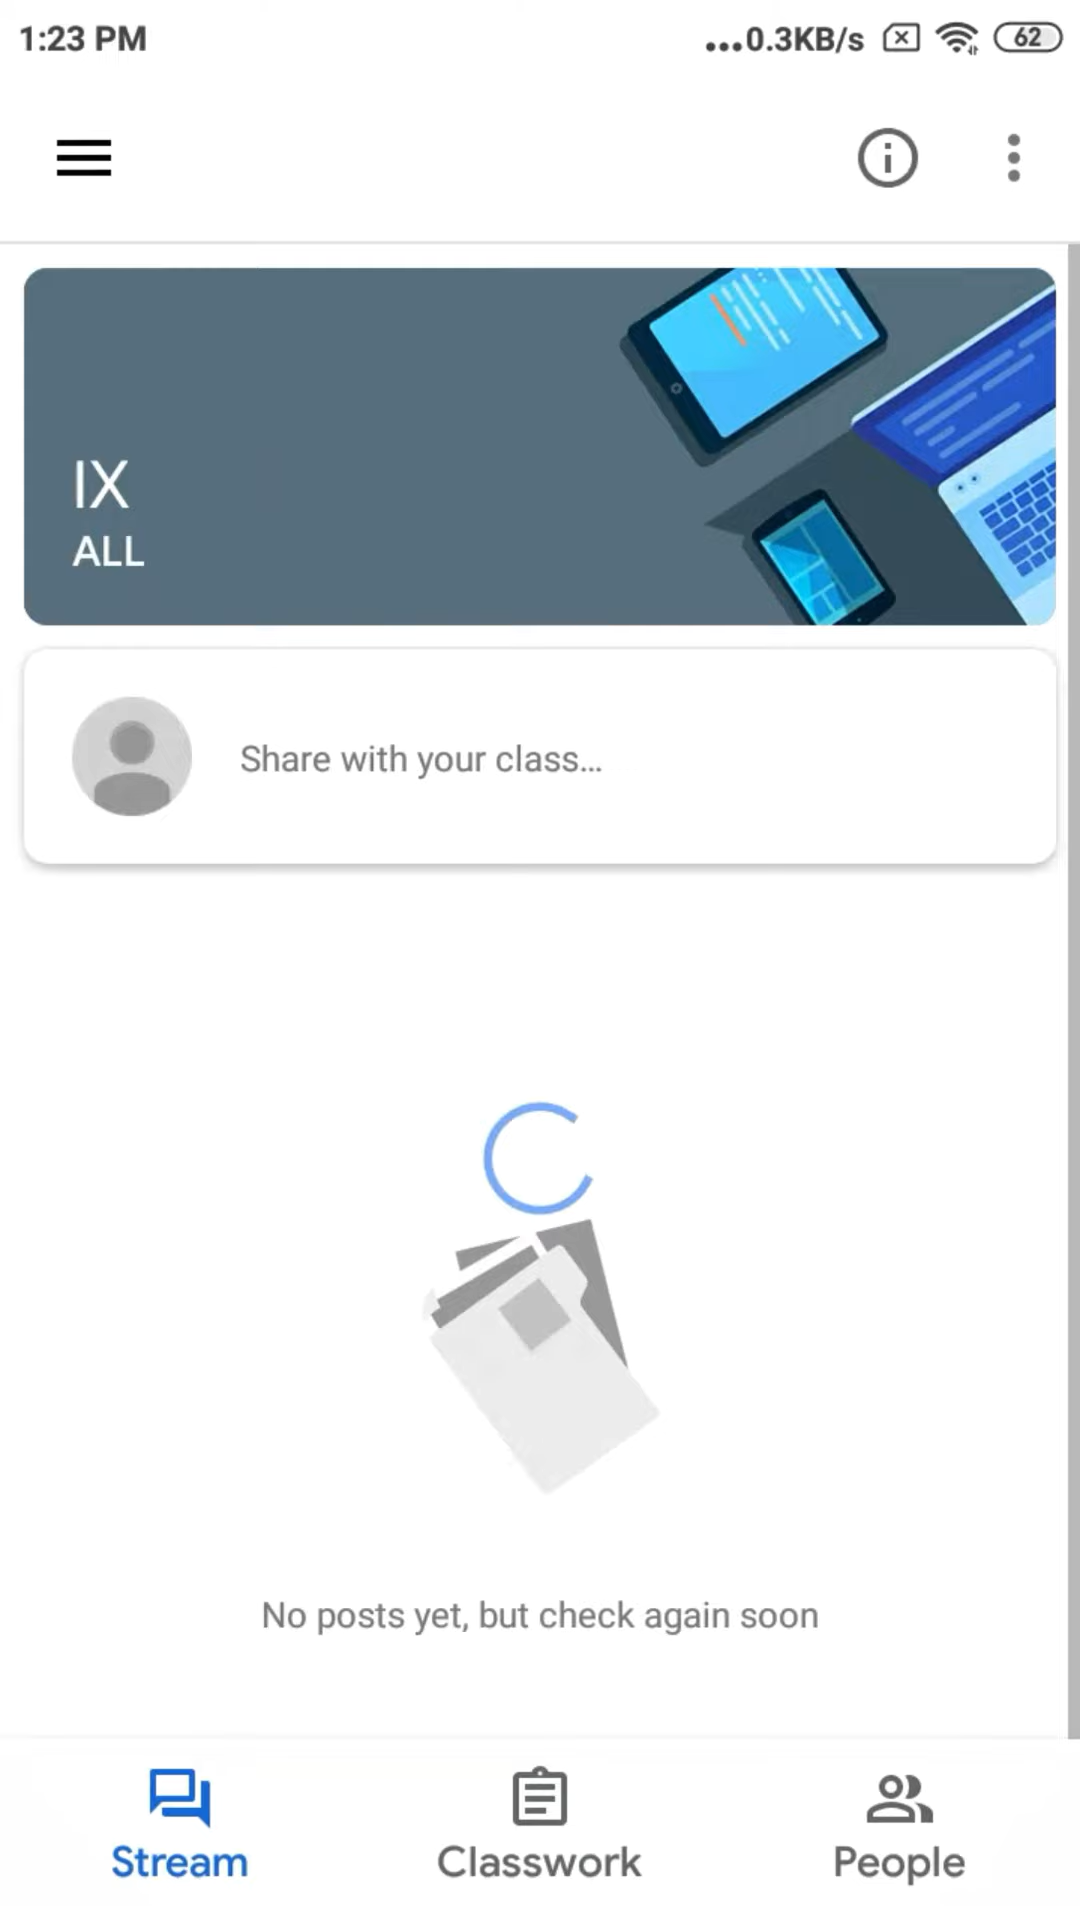 1:23 PM
...0.3KB/s
62
IX
ALL
Share with your class...
No posts yet, but check again soon
Stream
Classwork
People